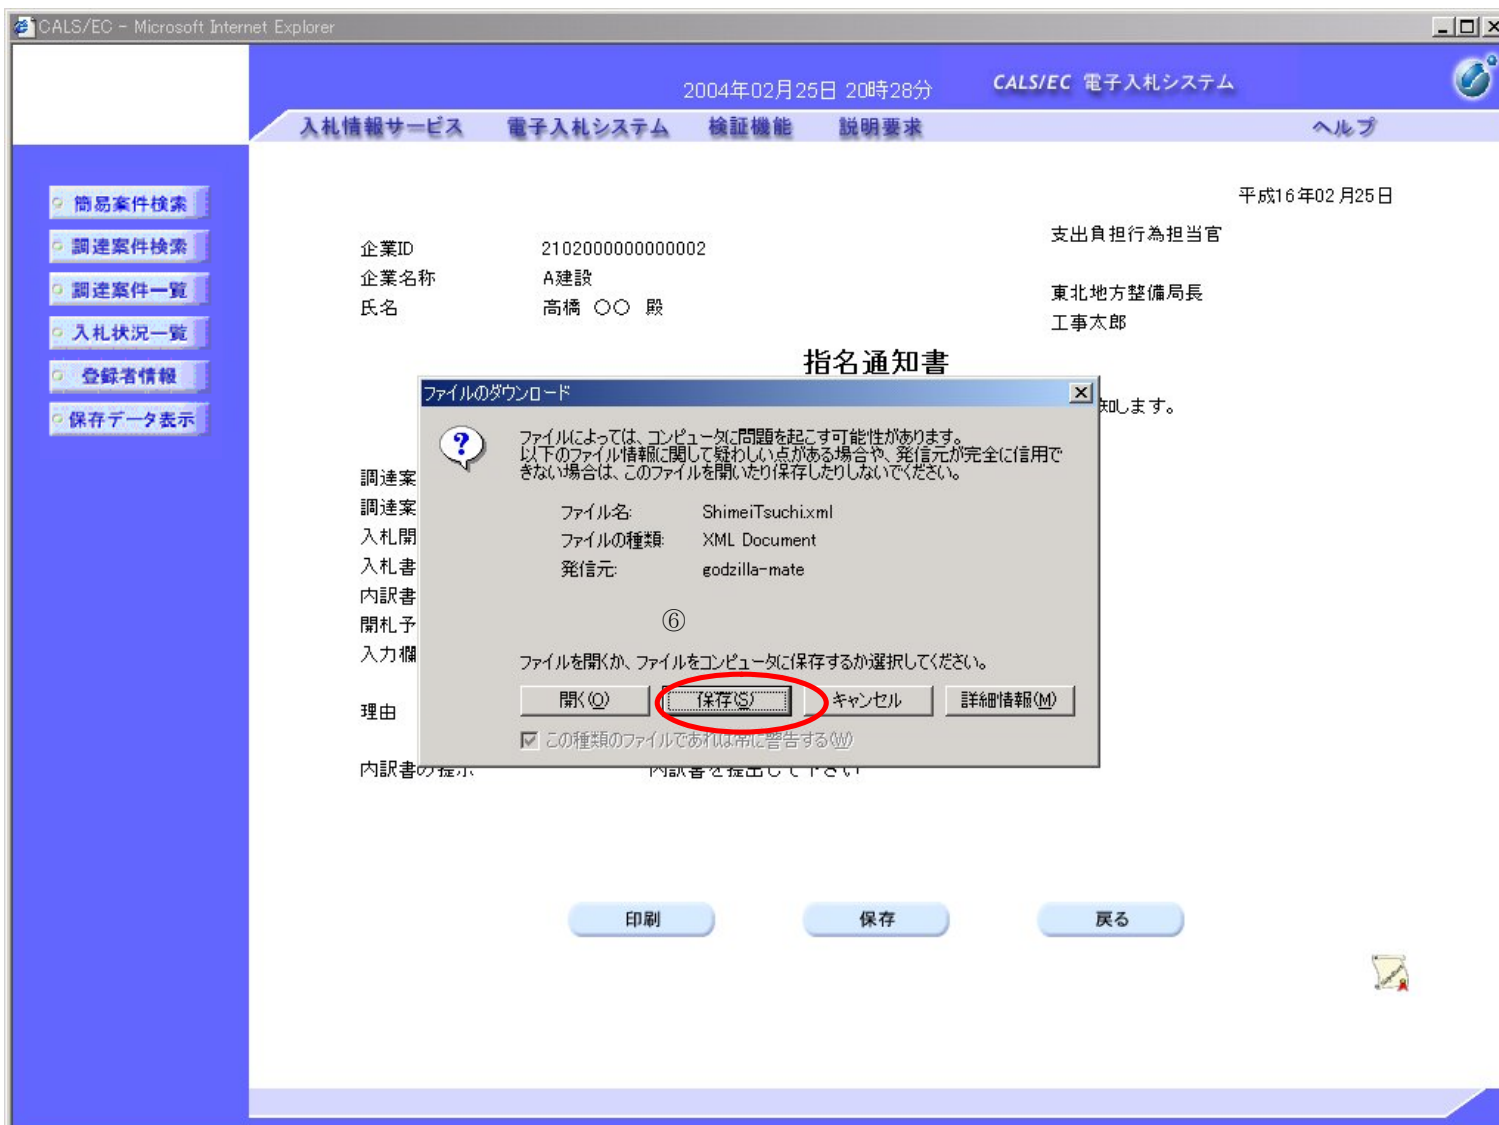 CALS/EC - Microsoft Internet Explorer
2004年02月25日 20時28分
CALS/EC 電子入札システム
入札情報サービス 電子入札システム 検証機能 説明要求 ヘルプ
簡易案件検索
調達案件検索
調達案件一覧
入札状況一覧
登録者情報
保存データ表示
平成16年02月25日
支出負担行為担当官
企業ID 2102000000000002
企業名称 A建設
氏名 高橋 〇〇 殿
東北地方整備局長
工事太郎
指名通知書
知します。
ファイルのダウンロード
ファイルによっては、コンピュータに問題を起こす可能性があります。
以下のファイル情報に関して疑わしい点がある場合や、発信元が完全に信用で
きない場合は、このファイルを開いたり保存したりしないでください。
ファイル名: ShimeiTsuchi.xml
ファイルの種類: XML Document
発信元: godzilla-mate
⑥
ファイルを開くか、ファイルをコンピュータに保存するか選択してください。
開く(O) 保存(S) キャンセル 詳細情報(M)
この種類のファイルであれば常に警告する(W)
調達案
調達案
入札開
入札書
内訳書
開札予
入力欄
理由
内訳書の提示 内訳書を提出して下さい
印刷 保存 戻る